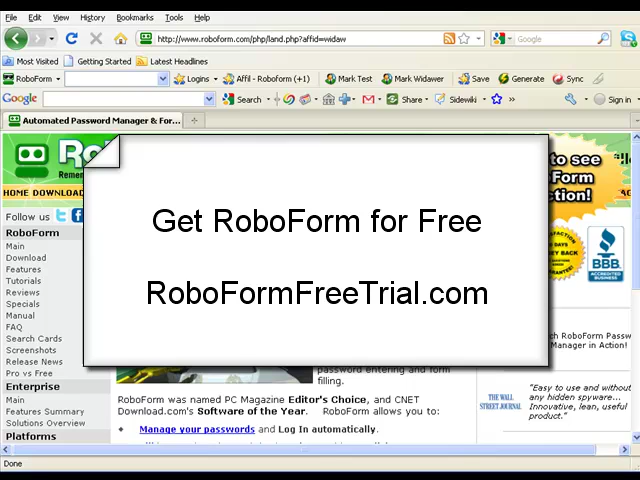 File Edit View History Bookmarks Tools Help
http://www.roboform.com/php/land.php?affid=widaw
Google
Most Visited Getting Started Latest Headlines
RoboForm Logins Affil - Roboform (+1) Mark Test Mark Widawer Save Generate Sync
Google Search Share Sidewiki Sign in
Automated Password Manager & For...
to see
Form
Action!
HOME DOWNLOAD
Get RoboForm for Free
RoboFormFreeTrial.com
Follow us
RoboForm
Main
Download
Features
Tutorials
Reviews
Specials
Manual
FAQ
Search Cards
Screenshots
Release News
Pro vs Free
Enterprise
Main
Features Summary
Solutions Overview
Platforms
BBB
ACCREDITED
BUSINESS
RoboForm Password
Manager in Action!
password entering and form
filling.
RoboForm was named PC Magazine Editor's Choice, and CNET
Download.com's Software of the Year. RoboForm allows you to:
Manage your passwords and Log In automatically.
THE WALL
STREET JOURNAL
"Easy to use and without
any hidden spyware...
Innovative, lean, useful
product."
Done